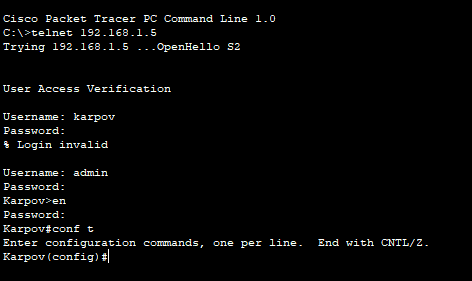 Cisco Packet Tracer PC Command Line 1.0
C:\>telnet 192.168.1.5
Trying 192.168.1.5 ...OpenHello S2
User Access Verification
Username: karpov
Password:
% Login invalid
Username: admin
Password:
Karpov>en
Password:
Karpov#conf t
Enter configuration commands, one per line.  End with CNTL/Z.
Karpov(config)#